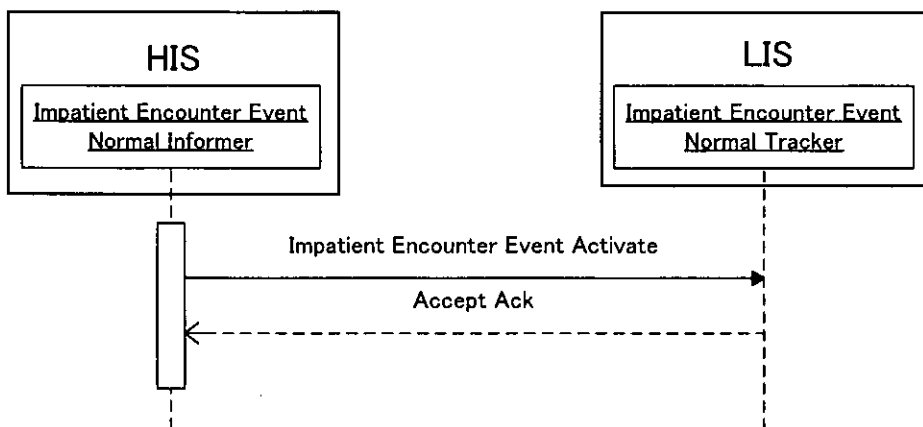 HIS
Impatient Encounter Event
Normal Informer
LIS
Impatient Encounter Event
Normal Tracker
Impatient Encounter Event Activate
Accept Ack